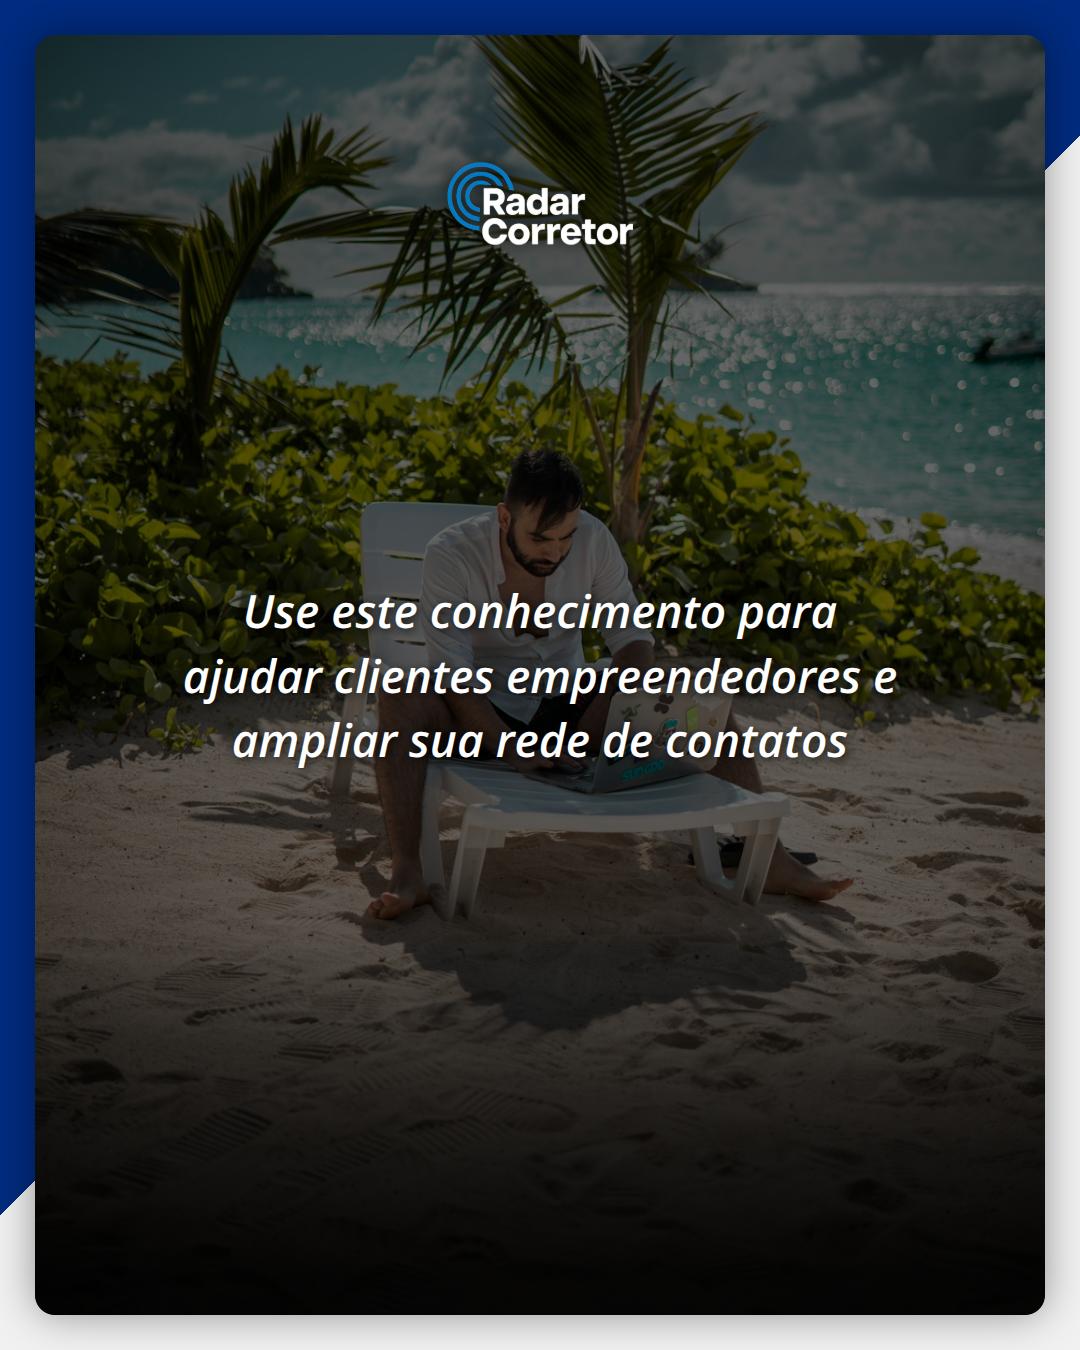 Radar
Corretor
Use este conhecimento para
ajudar clientes empreendedores e
ampliar sua rede de contatos